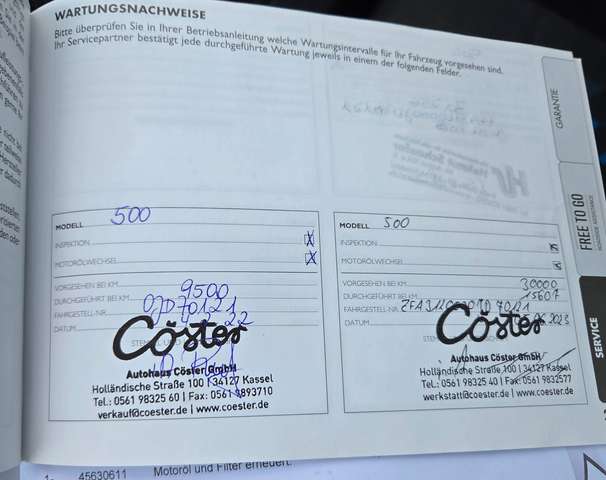 WARTUNGSNACHWEISE
Bitte überprüfen Sie in Ihrer Betriebsanleitung welche Wartungsintervalle für Ihr Fahrzeug vorgesehen sind.
Ihr Servicepartner bestätigt jede durchgeführte Wartung jeweils in einem der folgenden Felder.
MODELL 500
INSPEKTION X
MOTORÖLWECHSEL X
VORGESEHEN BEI KM 9500
DURCHGEFÜHRT BEI KM
FAHRGESTELL-NR.
DATUM
Cöster
Autohaus Cöster GmbH
Holländische Straße 100 | 34127 Kassel
Tel.: 0561 98325 60 | Fax: 0561 9893710
verkauf@coester.de | www.coester.de
MODELL 500
INSPEKTION
MOTORÖLWECHSEL
VORGESEHEN BEI KM 30000
DURCHGEFÜHRT BEI KM 15607
FAHRGESTELL-NR.
DATUM 2023
Cöster
Autohaus Cöster GmbH
Holländische Straße 100 | 34127 Kassel
Tel.: 0561 98325 40 | Fax: 0561 9832577
werkstatt@coester.de | www.coester.de
GARANTIE
FREE TO GO
SERVICE
45630611 Motoröl und Filter erneuert.